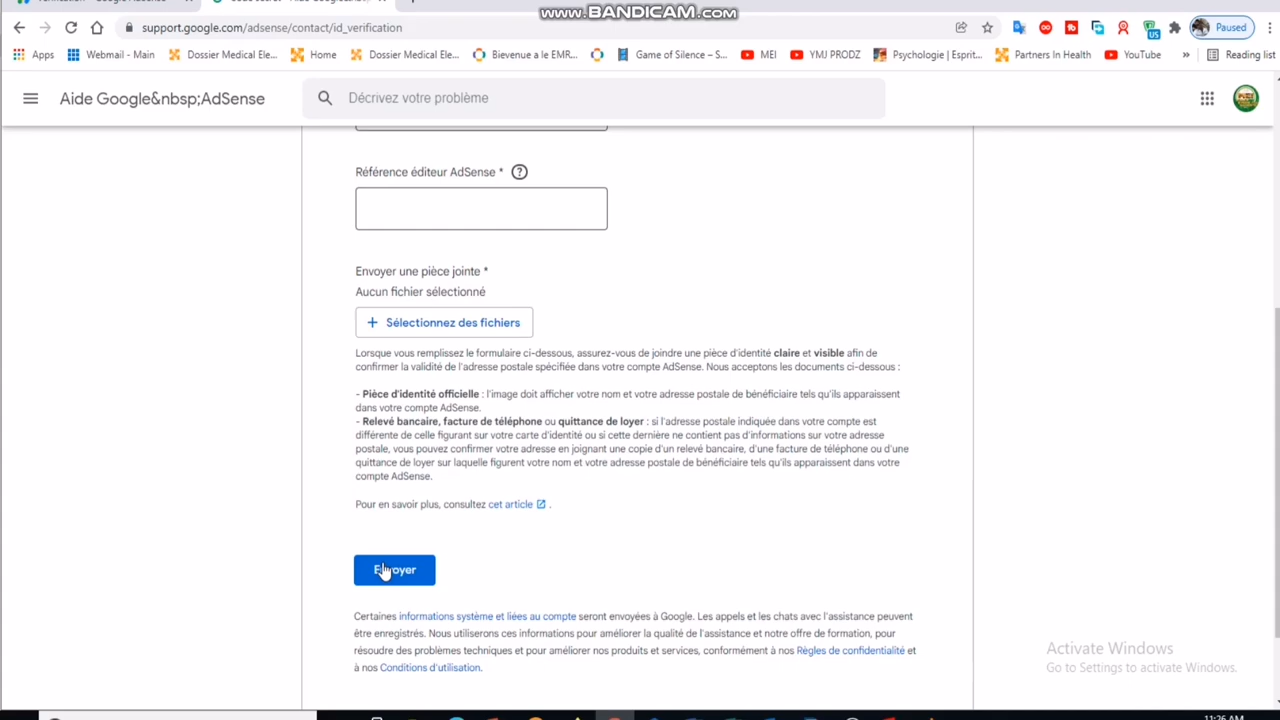 www.BANDICAM.com
support.google.com/adsense/contact/id_verification
Paused
Apps
Webmail - Main
Dossier Medical Ele...
Home
Dossier Medical Ele...
Bievenue a le EMR...
Game of Silence – S...
MEI
YMJ PRODZ
Psychologie | Esprit...
Partners In Health
YouTube
»
Reading list
Aide Google&nbsp;AdSense
Décrivez votre problème
Référence éditeur AdSense *
Envoyer une pièce jointe *
Aucun fichier sélectionné
+ Sélectionnez des fichiers
Lorsque vous remplissez le formulaire ci-dessous, assurez-vous de joindre une pièce d'identité claire et visible afin de
confirmer la validité de l'adresse postale spécifiée dans votre compte AdSense. Nous acceptons les documents ci-dessous :
- Pièce d'identité officielle : l'image doit afficher votre nom et votre adresse postale de bénéficiaire tels qu'ils apparaissent
dans votre compte AdSense.
- Relevé bancaire, facture de téléphone ou quittance de loyer : si l'adresse postale indiquée dans votre compte est
différente de celle figurant sur votre carte d'identité ou si cette dernière ne contient pas d'informations sur votre adresse
postale, vous pouvez confirmer votre adresse en joignant une copie d'un relevé bancaire, d'une facture de téléphone ou d'une
quittance de loyer sur laquelle figurent votre nom et votre adresse postale de bénéficiaire tels qu'ils apparaissent dans votre
compte AdSense.
Pour en savoir plus, consultez cet article .
Envoyer
Certaines informations système et liées au compte seront envoyées à Google. Les appels et les chats avec l'assistance peuvent
être enregistrés. Nous utiliserons ces informations pour améliorer la qualité de l'assistance et notre offre de formation, pour
résoudre des problèmes techniques et pour améliorer nos produits et services, conformément à nos Règles de confidentialité et
à nos Conditions d'utilisation.
Activate Windows
Go to Settings to activate Windows.
11:26 AM